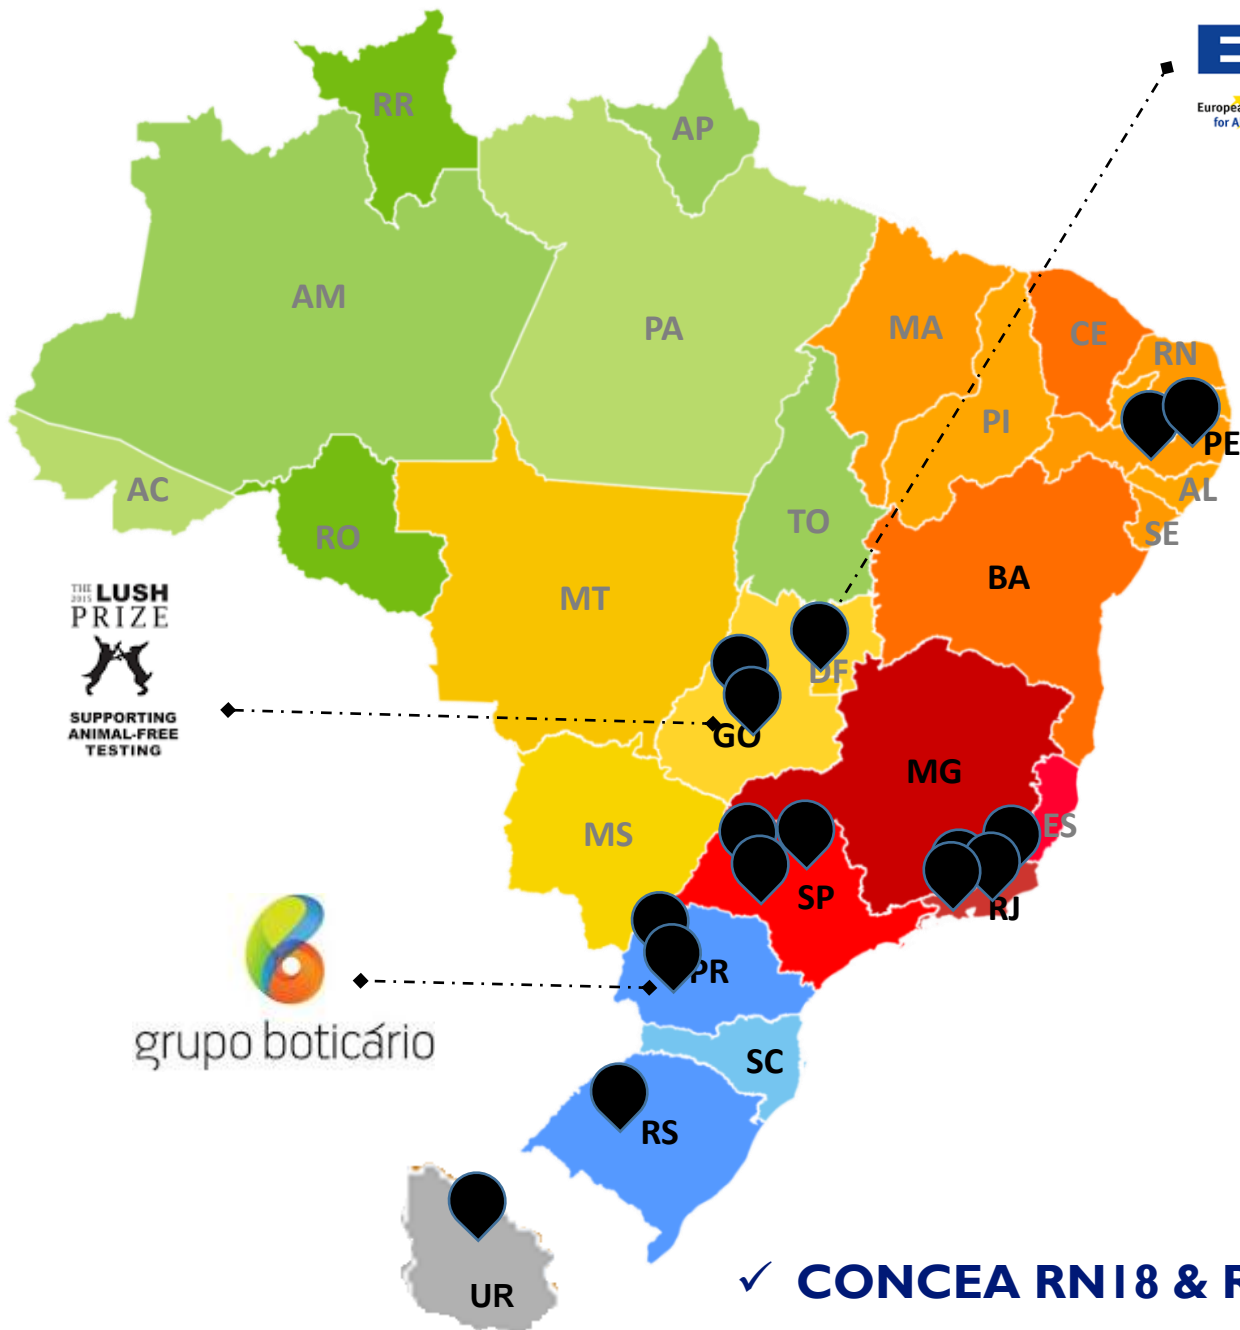 RR
AP
Europea
for A
AM
PA
MA
CE
RN
PI
PE
AC
AL
RO
TO
SE
BA
MT
THE 2015 LUSH
PRIZE
SUPPORTING
ANIMAL-FREE
TESTING
DF
GO
MG
MS
ES
SP
RJ
PR
grupo boticário
SC
RS
UR
✓ CONCEA RN18 & R